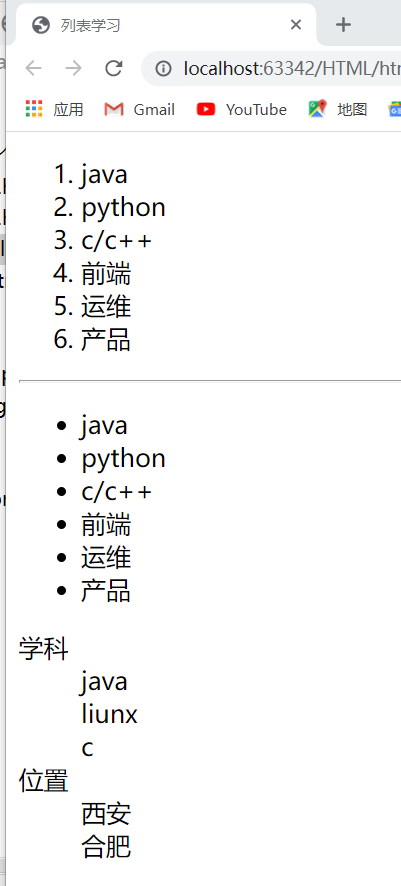 列表学习
localhost:63342/HTML/htm
应用 Gmail YouTube 地图
1. java
2. python
3. c/c++
4. 前端
5. 运维
6. 产品
• java
• python
• c/c++
• 前端
• 运维
• 产品
学科
java
liunx
c
位置
西安
合肥